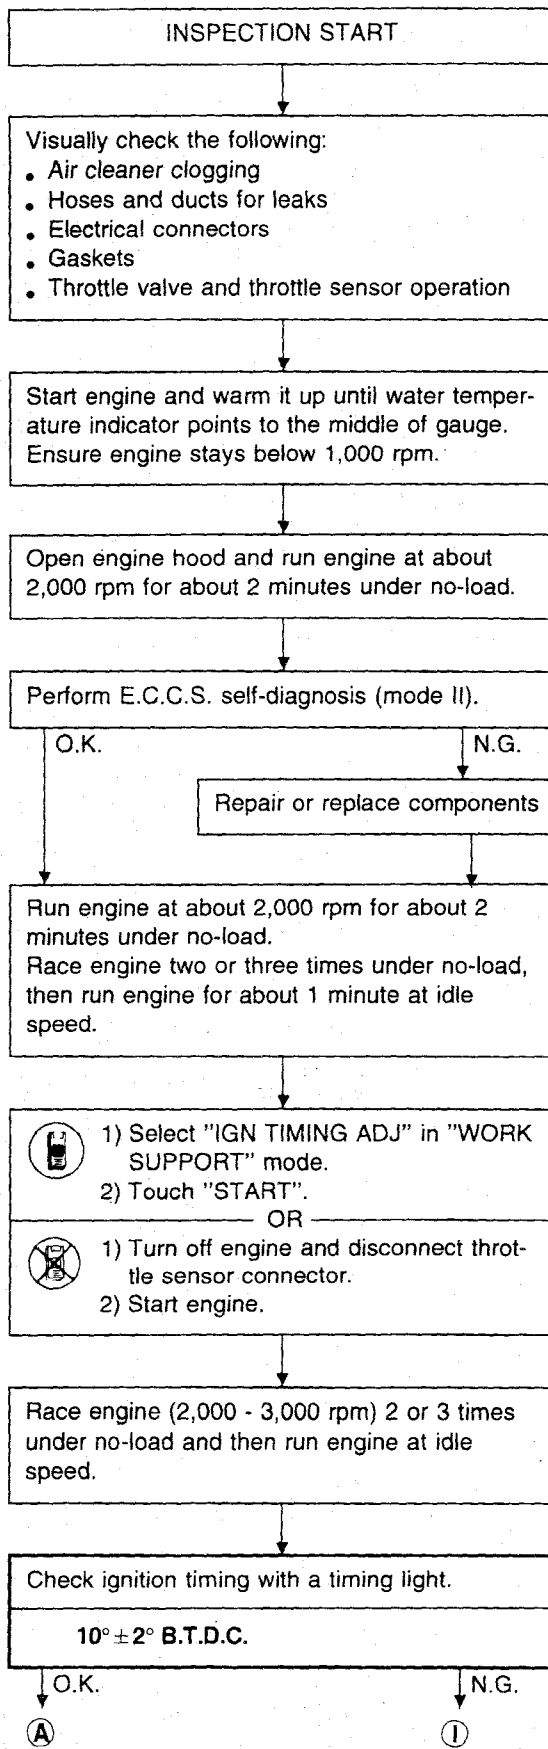 INSPECTION START
Visually check the following:
• Air cleaner clogging
• Hoses and ducts for leaks
• Electrical connectors
• Gaskets
• Throttle valve and throttle sensor operation
Start engine and warm it up until water temper-
ature indicator points to the middle of gauge.
Ensure engine stays below 1,000 rpm.
Open engine hood and run engine at about
2,000 rpm for about 2 minutes under no-load.
Perform E.C.C.S. self-diagnosis (mode II).
O.K.
N.G.
Repair or replace components
Run engine at about 2,000 rpm for about 2
minutes under no-load.
Race engine two or three times under no-load,
then run engine for about 1 minute at idle
speed.
1) Select "IGN TIMING ADJ" in "WORK
SUPPORT" mode.
2) Touch "START".
OR
1) Turn off engine and disconnect throt-
tle sensor connector.
2) Start engine.
Race engine (2,000 - 3,000 rpm) 2 or 3 times
under no-load and then run engine at idle
speed.
Check ignition timing with a timing light.
10° ± 2° B.T.D.C.
O.K.
N.G.
A
I